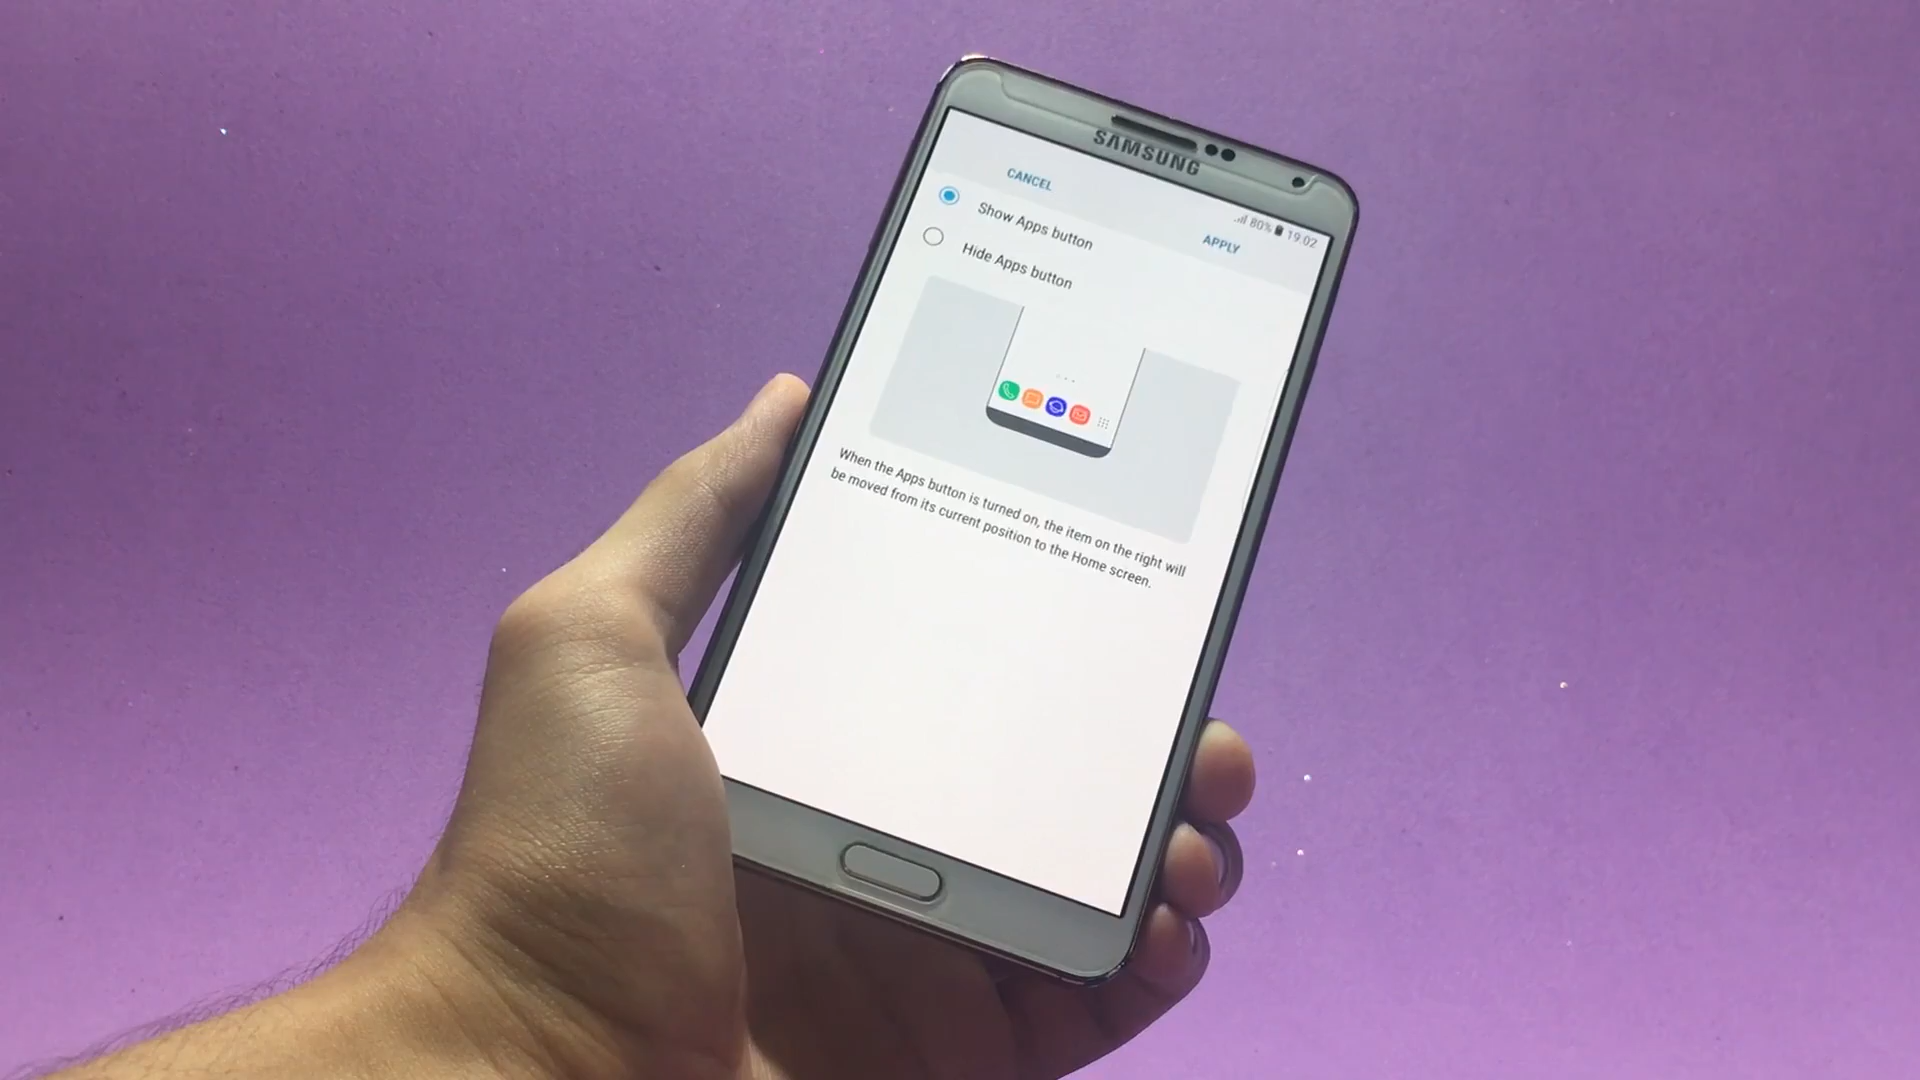 SAMSUNG
80% 19:02
CANCEL
APPLY
Show Apps button
Hide Apps button
When the Apps button is turned on, the item on the right will
be moved from its current position to the Home screen.